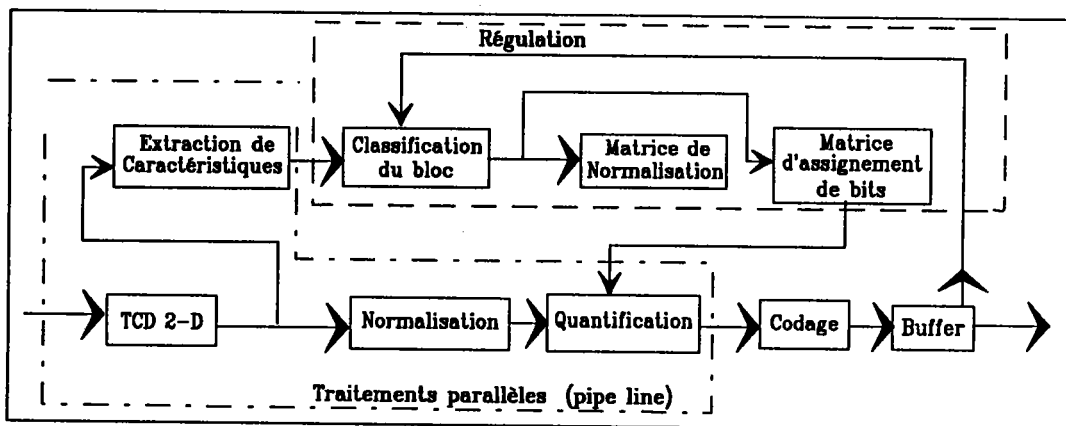 Régulation
Extraction de
Caractéristiques
Classification
du bloc
Matrice de
Normalisation
Matrice
d'assignement
de bits
TCD 2-D
Normalisation
Quantification
Codage
Buffer
Traitements parallèles (pipe line)